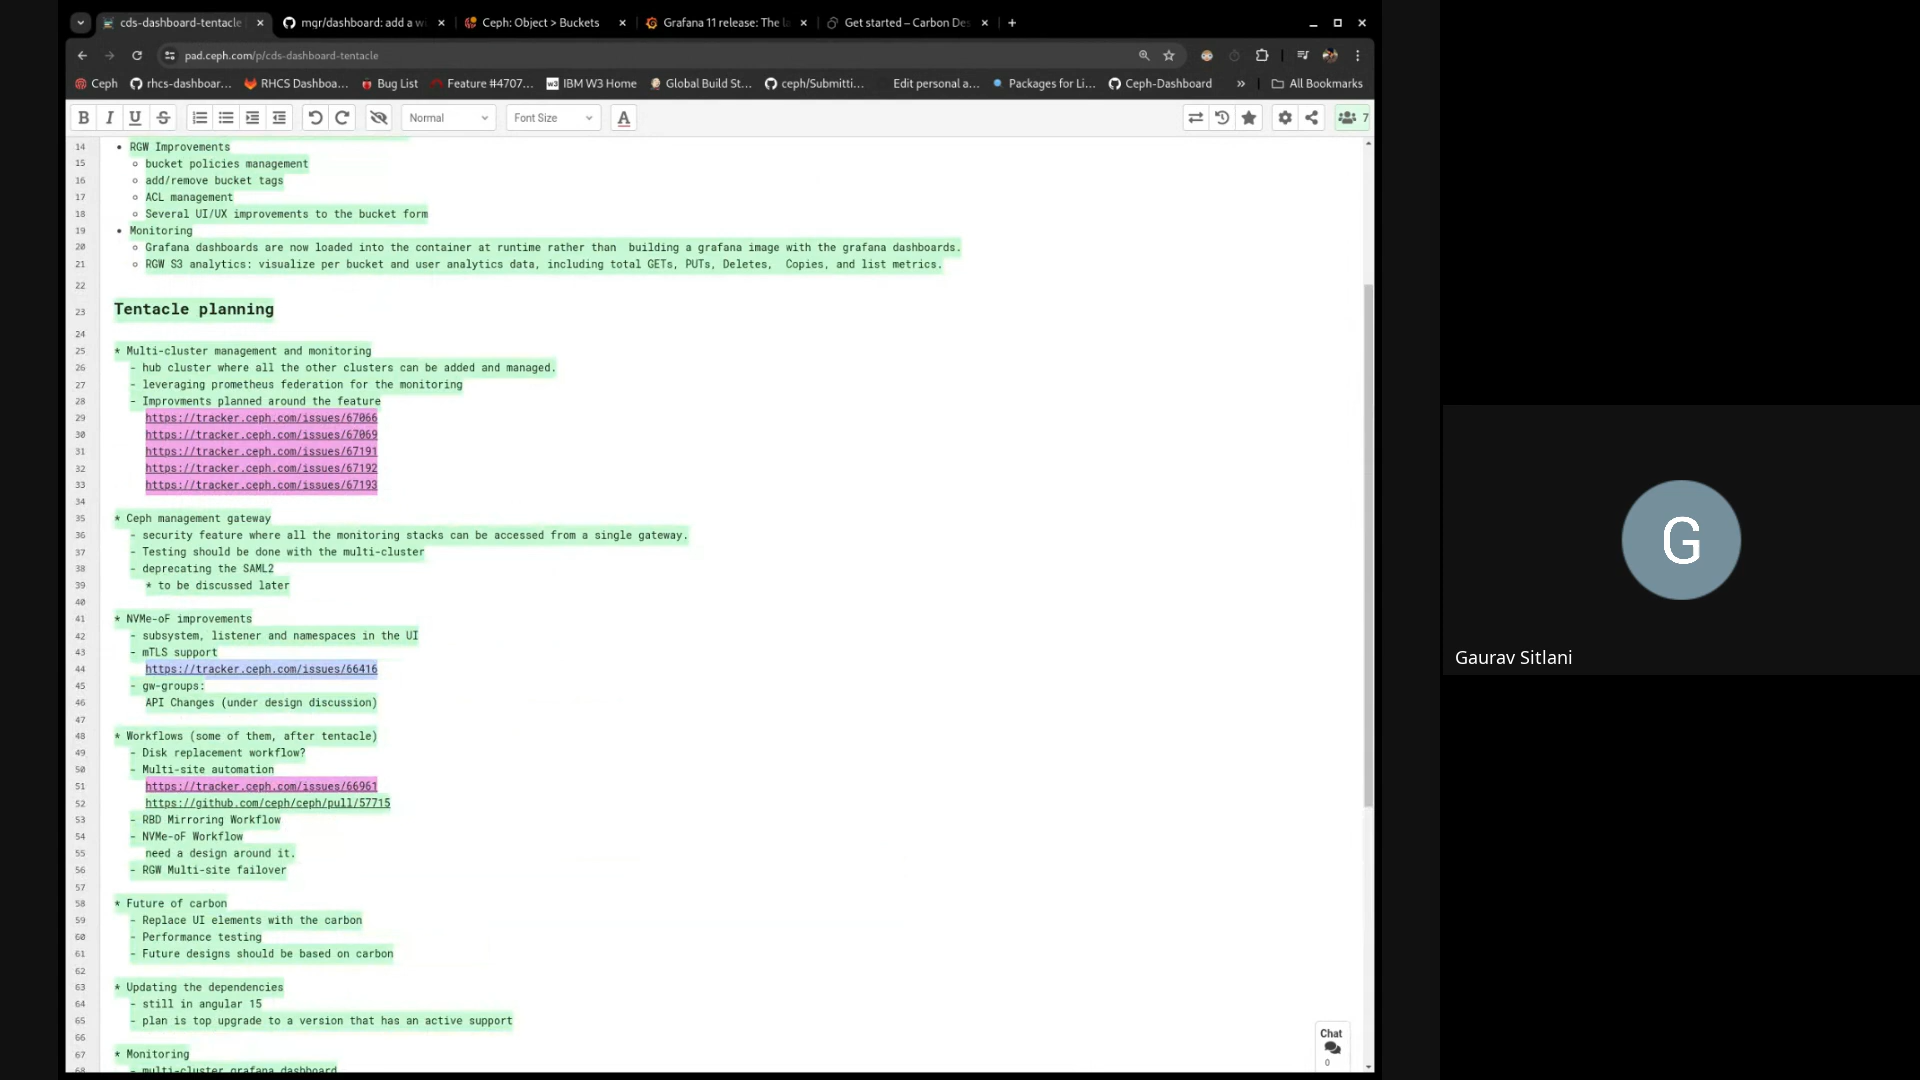 cds-dashboard-tentacle
mgr/dashboard: add a wi
Ceph: Object > Buckets
Grafana 11 release: The la
Get started – Carbon Des
pad.ceph.com/p/cds-dashboard-tentacle
Ceph
rhcs-dashboar...
RHCS Dashboa...
Bug List
Feature #4707...
IBM W3 Home
Global Build St...
ceph/Submitti...
Edit personal a...
Packages for Li...
Ceph-Dashboard
»
All Bookmarks
B I U S Normal Font Size A 7
14 • RGW Improvements
15 bucket policies management
16 add/remove bucket tags
17 ACL management
18 Several UI/UX improvements to the bucket form
19 • Monitoring
20 Grafana dashboards are now loaded into the container at runtime rather than  building a grafana image with the grafana dashboards.
21 RGW S3 analytics: visualize per bucket and user analytics data, including total GETs, PUTs, Deletes,  Copies, and list metrics.
22
23 Tentacle planning
24
25 * Multi-cluster management and monitoring
26 - hub cluster where all the other clusters can be added and managed.
27 - leveraging prometheus federation for the monitoring
28 - Improvments planned around the feature
29 https://tracker.ceph.com/issues/67066
30 https://tracker.ceph.com/issues/67069
31 https://tracker.ceph.com/issues/67191
32 https://tracker.ceph.com/issues/67192
33 https://tracker.ceph.com/issues/67193
34
35 * Ceph management gateway
36 - security feature where all the monitoring stacks can be accessed from a single gateway.
37 - Testing should be done with the multi-cluster
38 - deprecating the SAML2
39 * to be discussed later
40
41 * NVMe-oF improvements
42 - subsystem, listener and namespaces in the UI
43 - mTLS support
44 https://tracker.ceph.com/issues/66416
45 - gw-groups:
46 API Changes (under design discussion)
47
48 * Workflows (some of them, after tentacle)
49 - Disk replacement workflow?
50 - Multi-site automation
51 https://tracker.ceph.com/issues/66961
52 https://github.com/ceph/ceph/pull/57715
53 - RBD Mirroring Workflow
54 - NVMe-oF Workflow
55 need a design around it.
56 - RGW Multi-site failover
57
58 * Future of carbon
59 - Replace UI elements with the carbon
60 - Performance testing
61 - Future designs should be based on carbon
62
63 * Updating the dependencies
64 - still in angular 15
65 - plan is top upgrade to a version that has an active support
66
67 * Monitoring
68 - multi-cluster grafana dashboard
Chat
0
G
Gaurav Sitlani